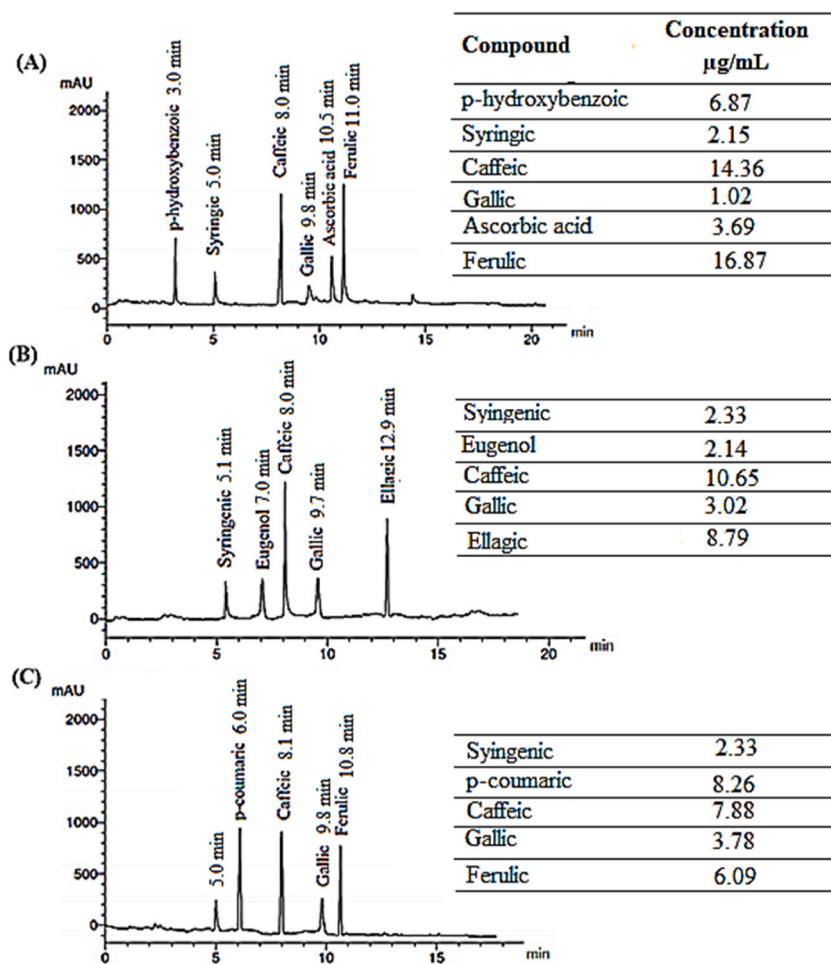 (A)
mAU
2000
1500
1000
500
0
0
5
10
15
20
min
p-hydroxybenzoic 3.0 min
Syringic 5.0 min
Caffeic 8.0 min
Gallic 9.8 min
Ascorbic acid 10.5 min
Ferulic 11.0 min
Compound Concentration
µg/mL
p-hydroxybenzoic 6.87
Syringic 2.15
Caffeic 14.36
Gallic 1.02
Ascorbic acid 3.69
Ferulic 16.87
(B)
mAU
2000
1500
1000
500
0
0
5
10
15
20
min
Syringenic 5.1 min
Eugenol 7.0 min
Caffeic 8.0 min
Gallic 9.7 min
Ellagic 12.9 min
Syingenic 2.33
Eugenol 2.14
Caffeic 10.65
Gallic 3.02
Ellagic 8.79
(C)
mAU
2000
1500
1000
500
0
0
5
10
15
min
5.0 min
p-coumaric 6.0 min
Caffeic 8.1 min
Gallic 9.8 min
Ferulic 10.8 min
Syingenic 2.33
p-coumaric 8.26
Caffeic 7.88
Gallic 3.78
Ferulic 6.09